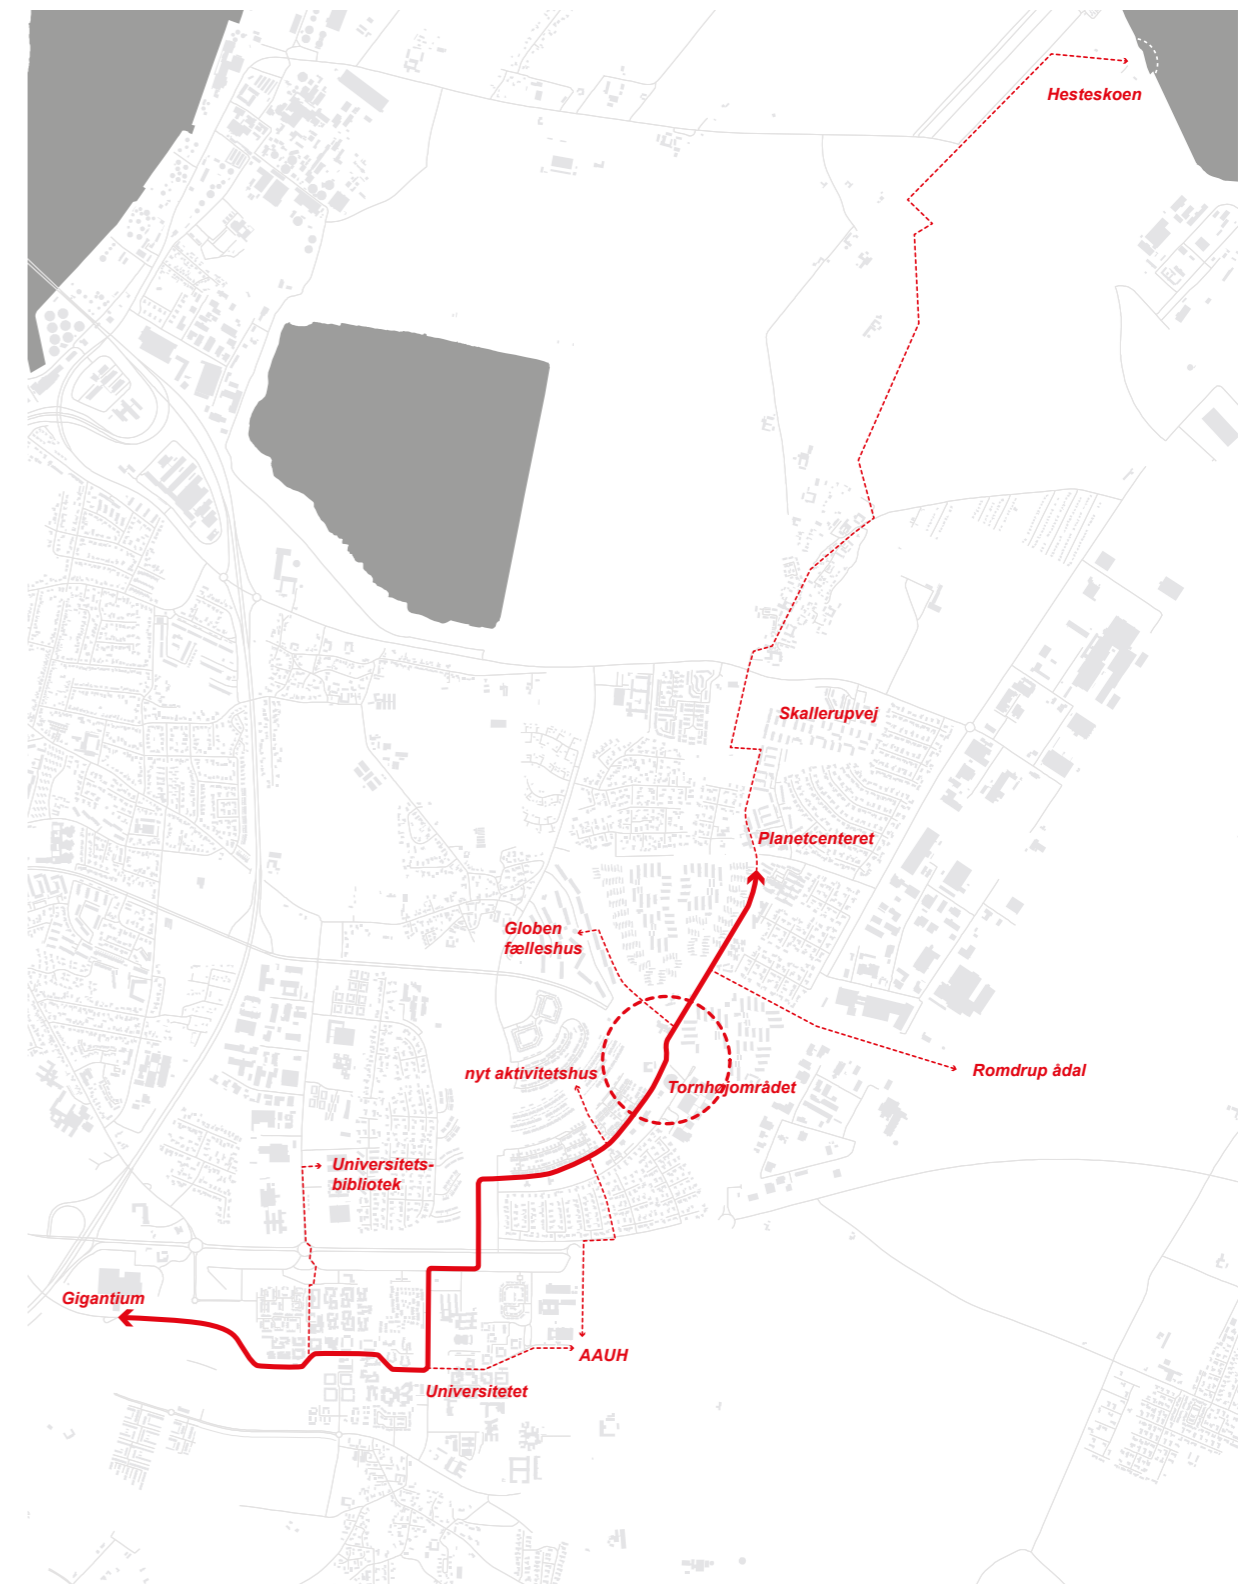 Hesteskoen
Skallerupvej
Planetcenteret
Globen
fælleshus
nyt aktivitetshus
Tornhøjområdet
Romdrup ådal
Universitets-
bibliotek
Gigantium
AAUH
Universitetet